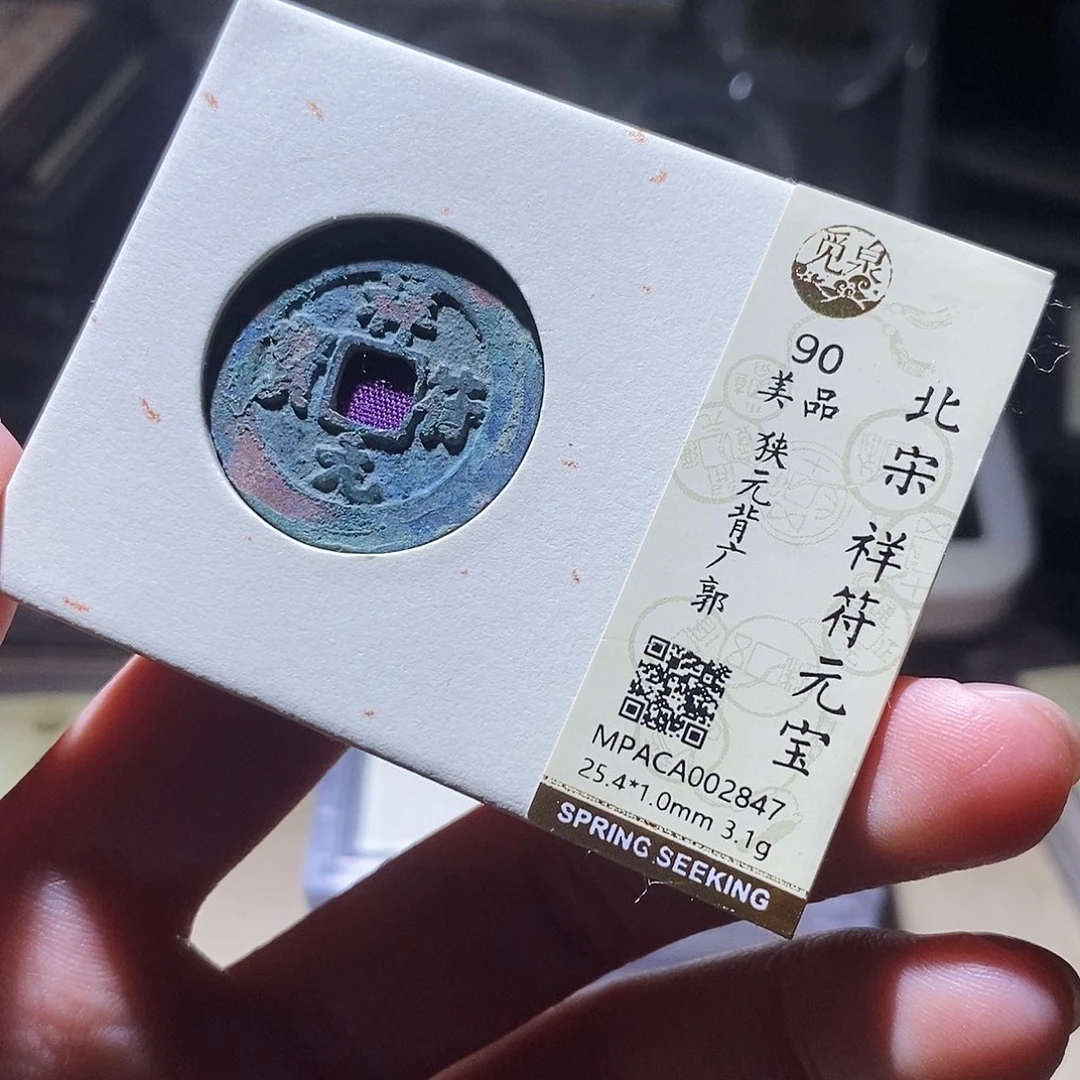 祥符元寶
觅泉
90
美品
狭元背广郭
北宋 祥符元宝
MPACA002847
25.4*1.0mm 3.1g
SPRING SEEKING